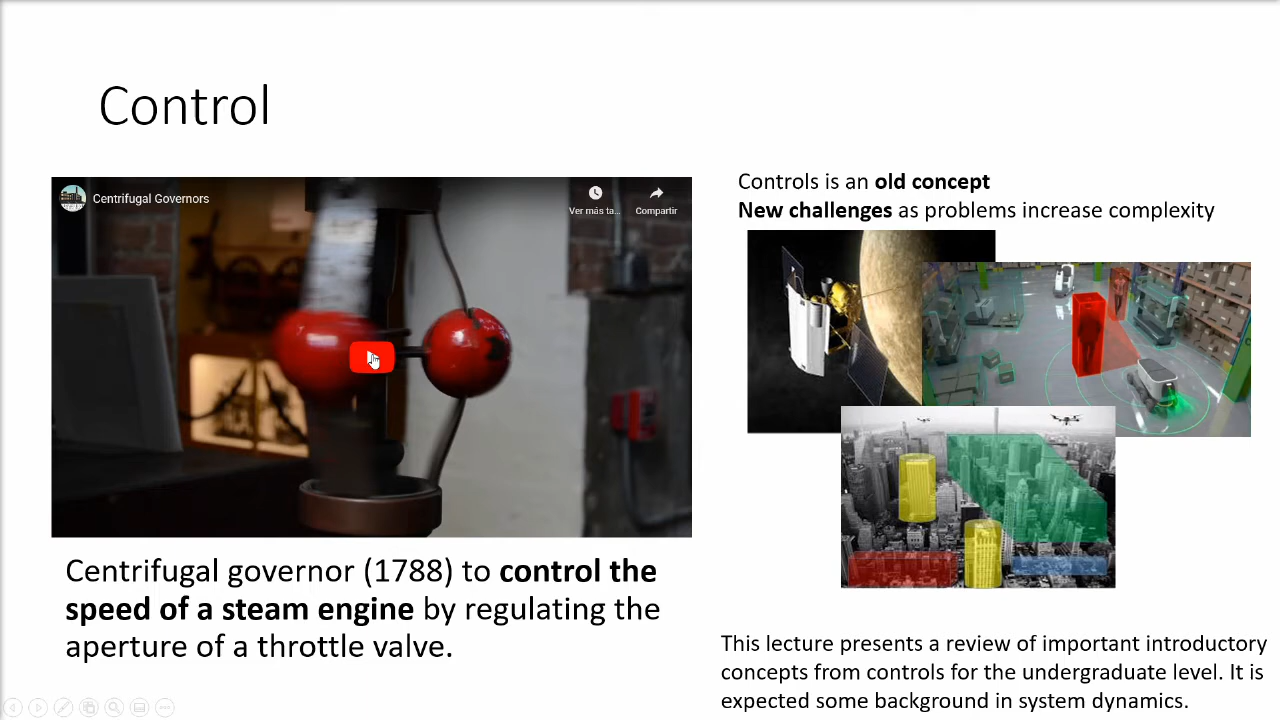 Control
Centrifugal Governors
Ver más ta...
Compartir
Centrifugal governor (1788) to control the
speed of a steam engine by regulating the
aperture of a throttle valve.
Controls is an old concept
New challenges as problems increase complexity
This lecture presents a review of important introductory
concepts from controls for the undergraduate level. It is
expected some background in system dynamics.